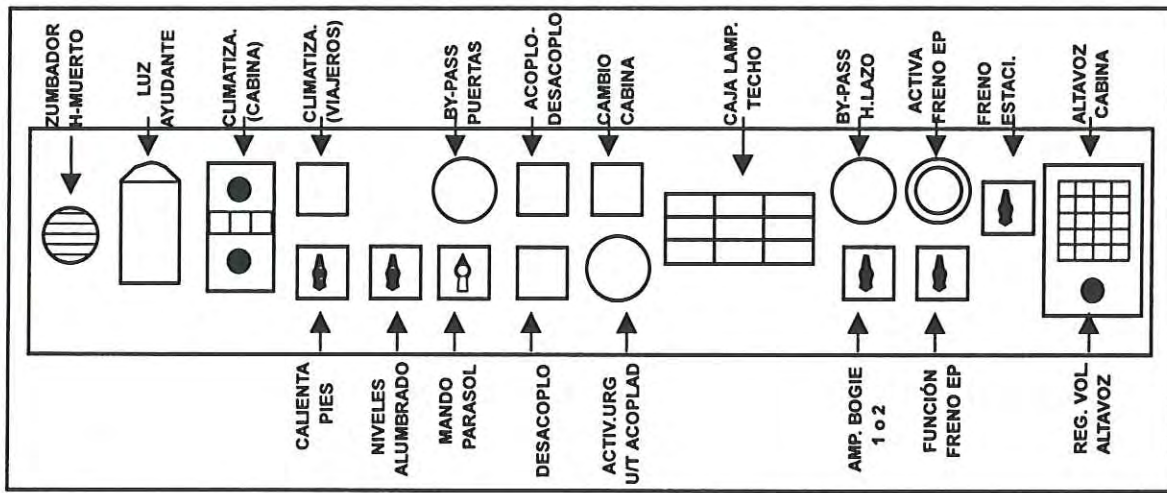 ZUMBADOR
H-MUERTO
LUZ
AYUDANTE
CLIMATIZA.
(CABINA)
CLIMATIZA.
(VIAJEROS)
BY-PASS
PUERTAS
ACOPLO-
DESACOPLO
CAMBIO
CABINA
CAJA LAMP.
TECHO
BY-PASS
H.LAZO
ACTIVA
FRENO EP
FRENO
ESTACI.
ALTAVOZ
CABINA
CALIENTA
PIES
NIVELES
ALUMBRADO
MANDO
PARASOL
DESACOPLO
ACTIV.URG
U/T ACOPLAD
AMP. BOGIE
1 o 2
FUNCIÓN
FRENO EP
REG. VOL.
ALTAVOZ